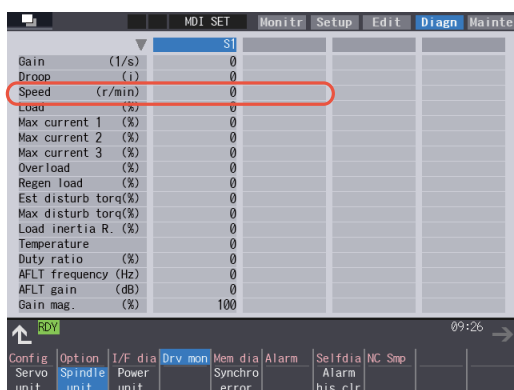 MDI SET Monitr Setup Edit Diagn Mainte
S1
Gain (1/s) 0
Droop (i) 0
Speed (r/min) 0
Load (%) 0
Max current 1 (%) 0
Max current 2 (%) 0
Max current 3 (%) 0
Overload (%) 0
Regen load (%) 0
Est disturb torq(%) 0
Max disturb torq(%) 0
Load inertia R. (%) 0
Temperature 0
Duty ratio (%) 0
AFLT frequency (Hz) 0
AFLT gain (dB) 0
Gain mag. (%) 100
RDY 09:26
Config Option I/F dia Drv mon Mem dia Alarm Selfdia NC Smp
Servo Spindle Power Synchro Alarm
unit unit unit error his clr